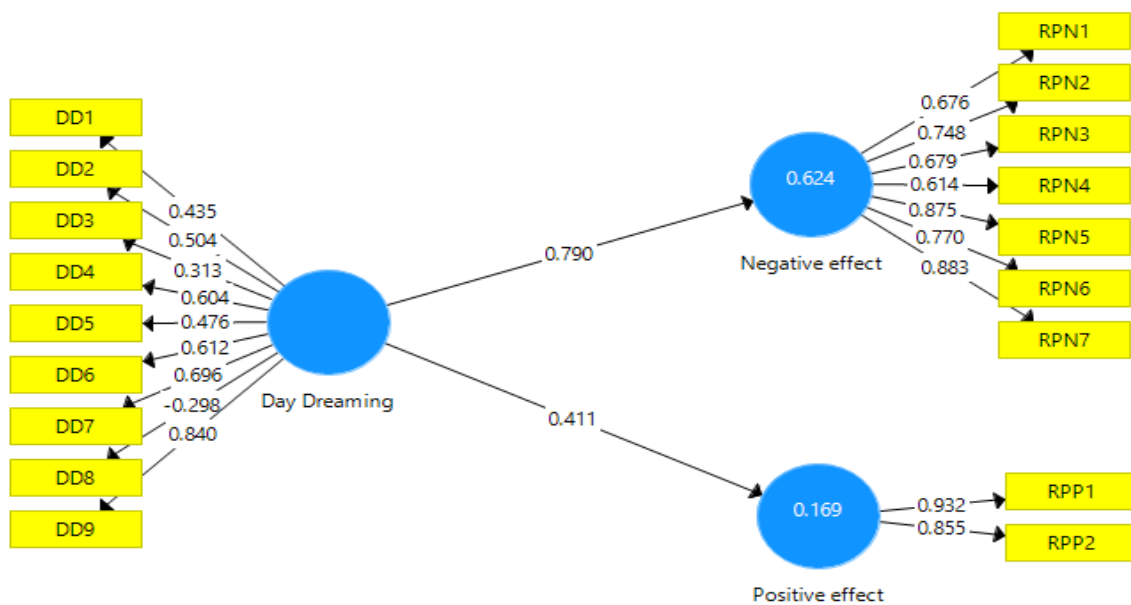 DD1
DD2
DD3
DD4
DD5
DD6
DD7
DD8
DD9
0.435
0.504
0.313
0.604
0.476
0.612
0.696
-0.298
0.840
Day Dreaming
0.790
0.411
0.624
Negative effect
0.676
0.748
0.679
0.614
0.875
0.770
0.883
RPN1
RPN2
RPN3
RPN4
RPN5
RPN6
RPN7
0.169
Positive effect
0.932
0.855
RPP1
RPP2